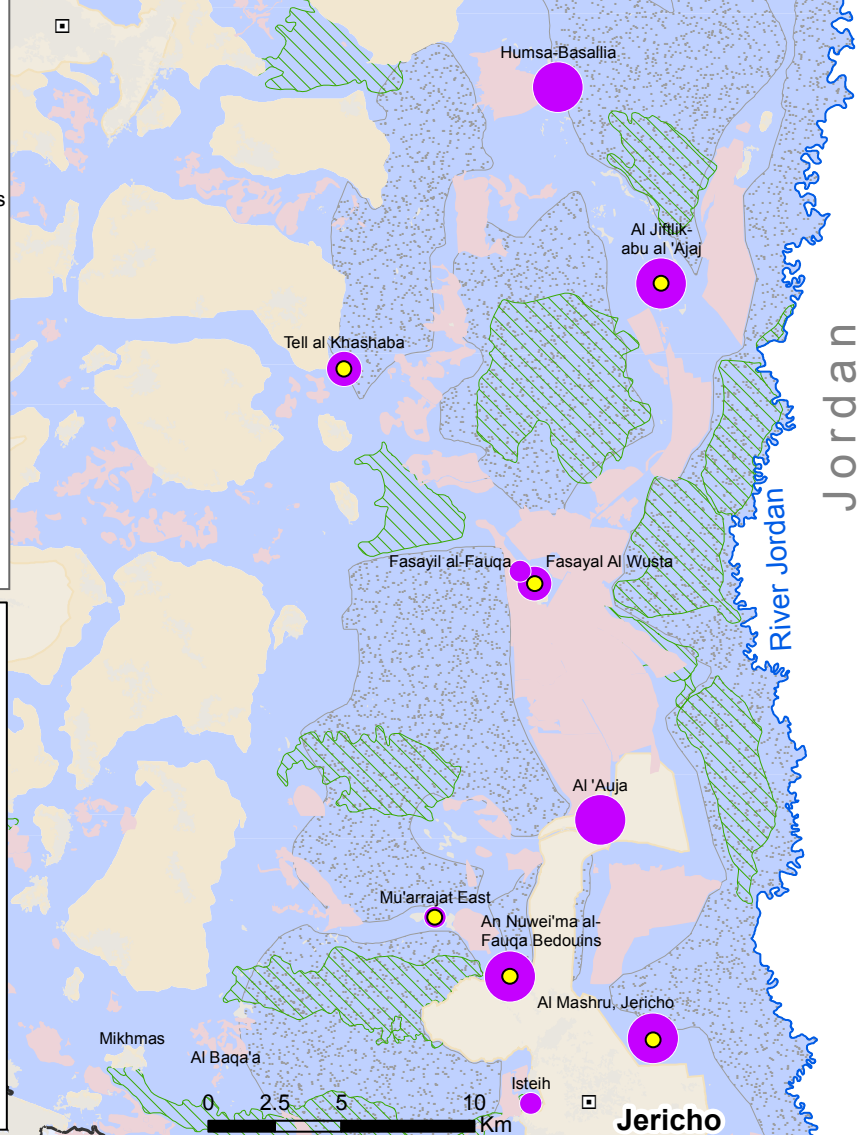 Humsa-Basallia
s
Al Jiftlik-
abu al 'Ajaj
Tell al Khashaba
Jordan
River Jordan
Fasayil al-Fauqa
Fasayal Al Wusta
Al 'Auja
Mu'arrajat East
An Nuwei'ma al-
Fauqa Bedouins
Al Mashru, Jericho
Mikhmas
Al Baqa'a
Isteih
0 2.5 5 10
Km
Jericho